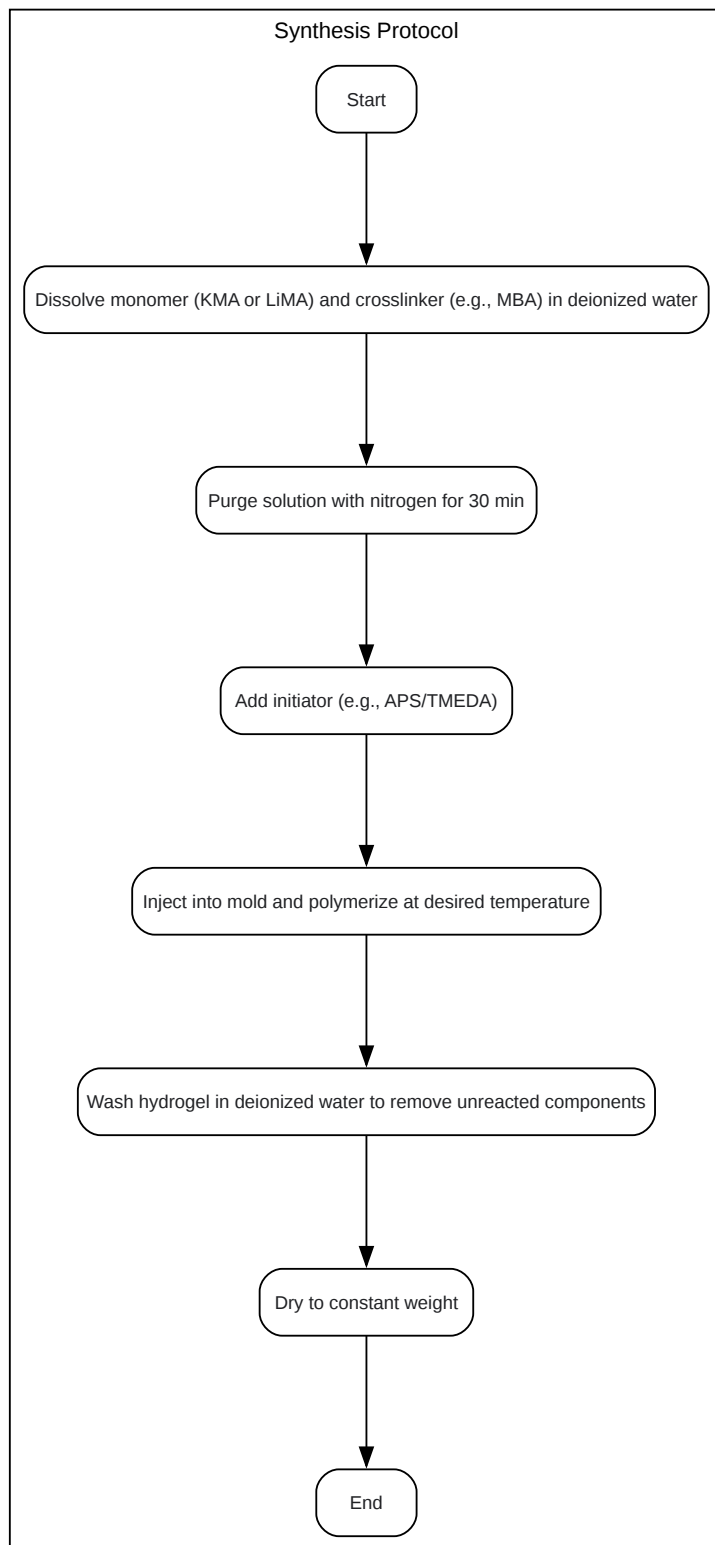 Synthesis Protocol
Start
Dissolve monomer (KMA or LiMA) and crosslinker (e.g., MBA) in deionized water
Purge solution with nitrogen for 30 min
Add initiator (e.g., APS/TMEDA)
Inject into mold and polymerize at desired temperature
Wash hydrogel in deionized water to remove unreacted components
Dry to constant weight
End